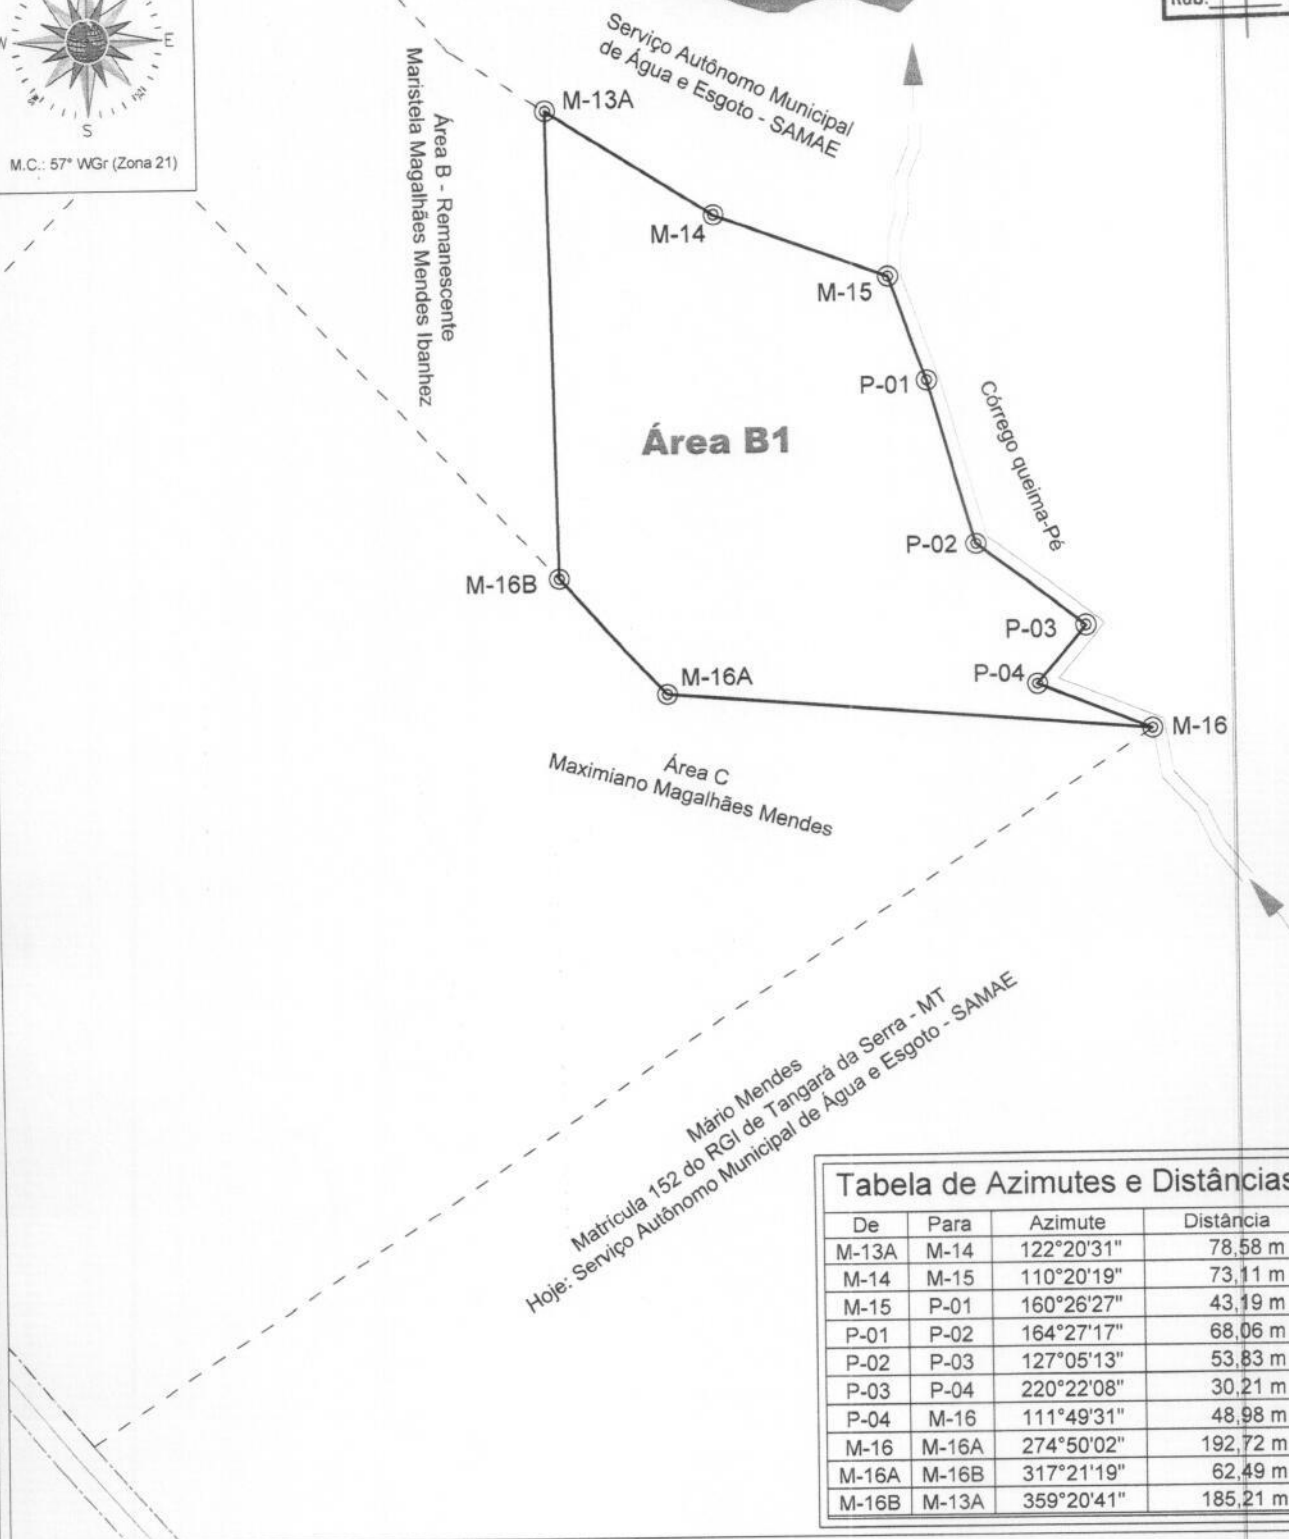 W
E
S
M.C.: 57° WGr (Zona 21)
Serviço Autônomo Municipal
de Água e Esgoto - SAMAE
Área B - Remanescente
Maristela Magalhães Mendes Ibanhez
M-13A
M-14
M-15
P-01
Área B1
Córrego queima-Pé
P-02
M-16B
P-03
P-04
M-16A
M-16
Área C
Maximiano Magalhães Mendes
Mário Mendes
Matrícula 152 do RGI de Tangará da Serra - MT
Hoje: Serviço Autônomo Municipal de Água e Esgoto - SAMAE
Tabela de Azimutes e Distâncias
De Para Azimute Distância
M-13A M-14 122°20'31" 78,58 m
M-14 M-15 110°20'19" 73,11 m
M-15 P-01 160°26'27" 43,19 m
P-01 P-02 164°27'17" 68,06 m
P-02 P-03 127°05'13" 53,83 m
P-03 P-04 220°22'08" 30,21 m
P-04 M-16 111°49'31" 48,98 m
M-16 M-16A 274°50'02" 192,72 m
M-16A M-16B 317°21'19" 62,49 m
M-16B M-13A 359°20'41" 185,21 m